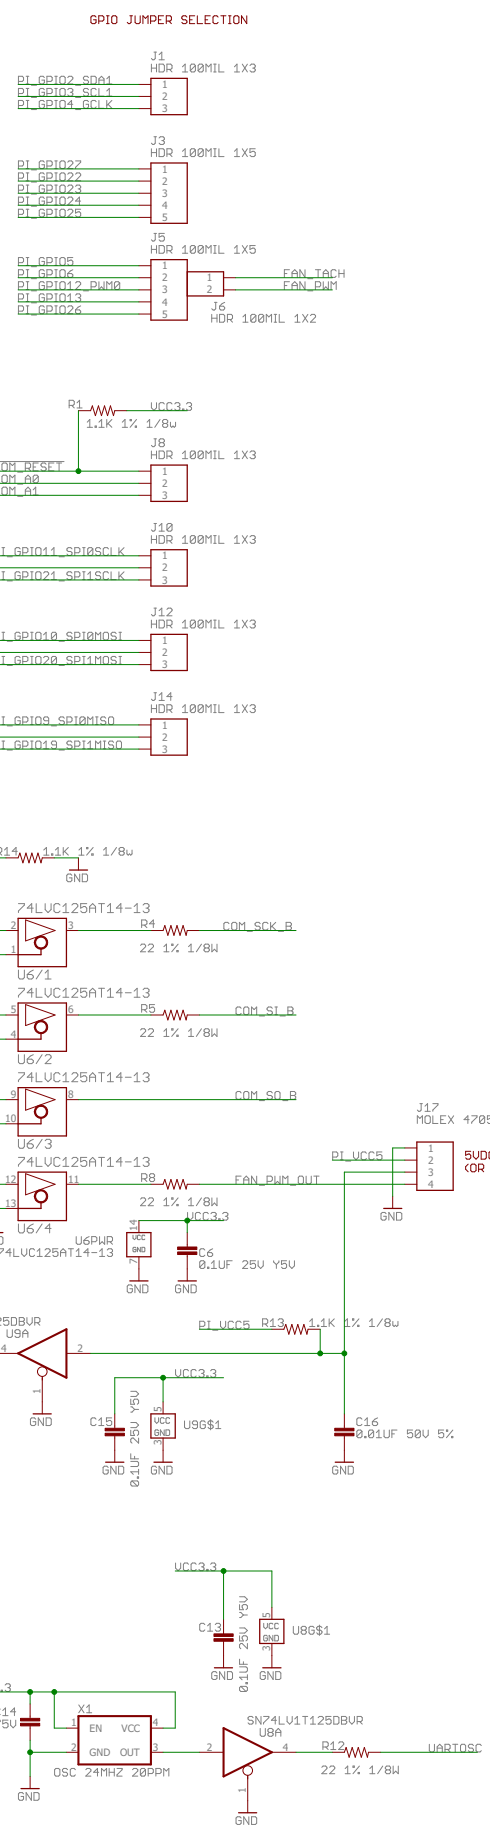 GPIO JUMPER SELECTION
J1
HDR 100MIL 1X3
PI_GPIO2_SDA1
PI_GPIO3_SCL1
PI_GPIO4_GCLK
1
2
3
J3
HDR 100MIL 1X5
PI_GPIO27
PI_GPIO22
PI_GPIO23
PI_GPIO24
PI_GPIO25
1
2
3
4
5
J5
HDR 100MIL 1X5
PI_GPIO5
PI_GPIO6
PI_GPIO12_PWM0
PI_GPIO13
PI_GPIO26
1
2
3
4
5
1
2
FAN_TACH
FAN_PWM
J6
HDR 100MIL 1X2
R1
VCC3.3
1.1K 1% 1/8w
J8
HDR 100MIL 1X3
OM_RESET
OM_A0
OM_A1
1
2
3
J10
HDR 100MIL 1X3
I_GPIO11_SPI0SCLK
I_GPIO21_SPI1SCLK
1
2
3
J12
HDR 100MIL 1X3
I_GPIO10_SPI0MOSI
I_GPIO20_SPI1MOSI
1
2
3
J14
HDR 100MIL 1X3
I_GPIO9_SPI0MISO
I_GPIO19_SPI1MISO
1
2
3
R14 1.1K 1% 1/8w
GND
74LVC125AT14-13
2 3
1
U6/1
R4
22 1% 1/8W
COM_SCK_B
74LVC125AT14-13
5 6
4
U6/2
R5
22 1% 1/8W
COM_SI_B
74LVC125AT14-13
9 8
10
U6/3
COM_SO_B
J17
MOLEX 4705
1
2
3
4
PI_VCC5
5VD
(OR
GND
74LVC125AT14-13
12 11
13
U6/4
R8
22 1% 1/8W
FAN_PWM_OUT
U6PWR
74LVC125AT14-13
14
VCC
GND
7
GND
VCC3.3
C6
0.1UF 25V Y5V
GND
25DBVR
U9A
4 2
1
GND
PI_VCC5
R13 1.1K 1% 1/8w
VCC3.3
C15
0.1UF 25V Y5V
GND
5
VCC
GND
3
U9G$1
GND
C16
0.01UF 50V 5%
GND
VCC3.3
C13
0.1UF 25V Y5V
GND
5
VCC
GND
3
U8G$1
GND
.3
C14
Y5V
GND
X1
1 EN VCC 4
2 GND OUT 3
OSC 24MHZ 20PPM
SN74LV1T125DBVR
U8A
2 4
1
GND
R12
22 1% 1/8W
UARTOSC